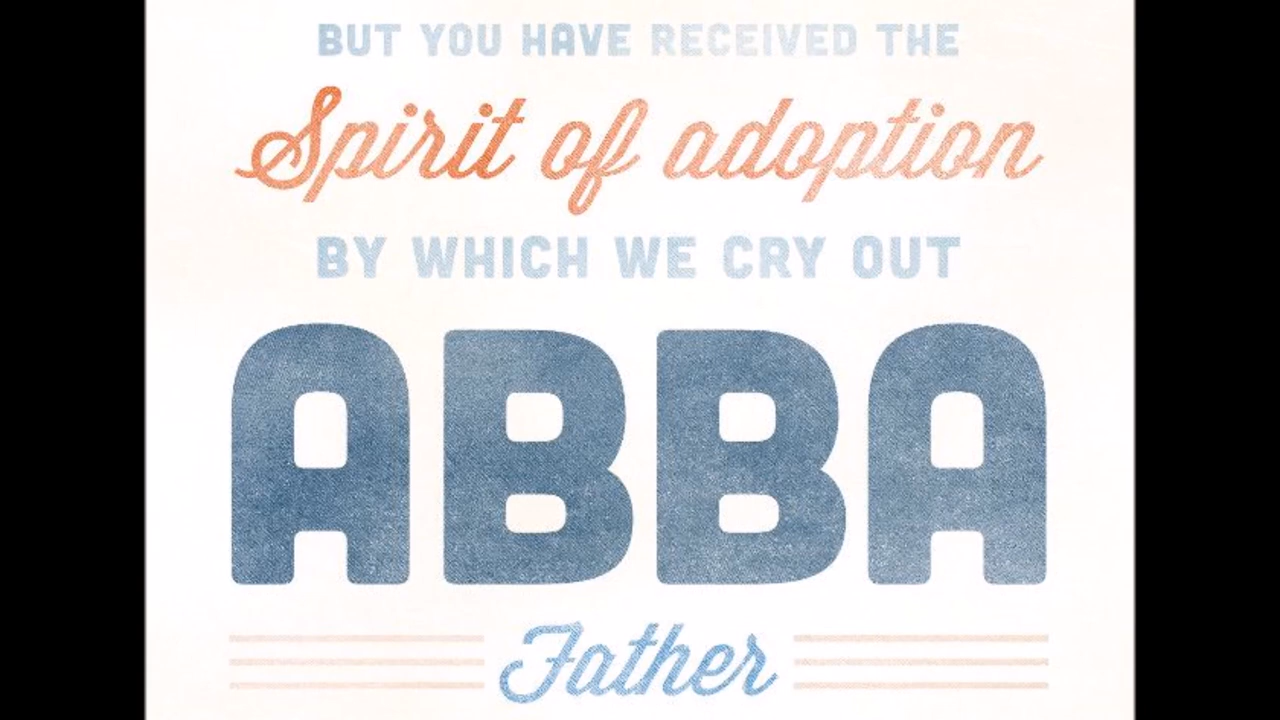 BUT YOU HAVE RECEIVED THE
Spirit of adoption
BY WHICH WE CRY OUT
ABBA
Father